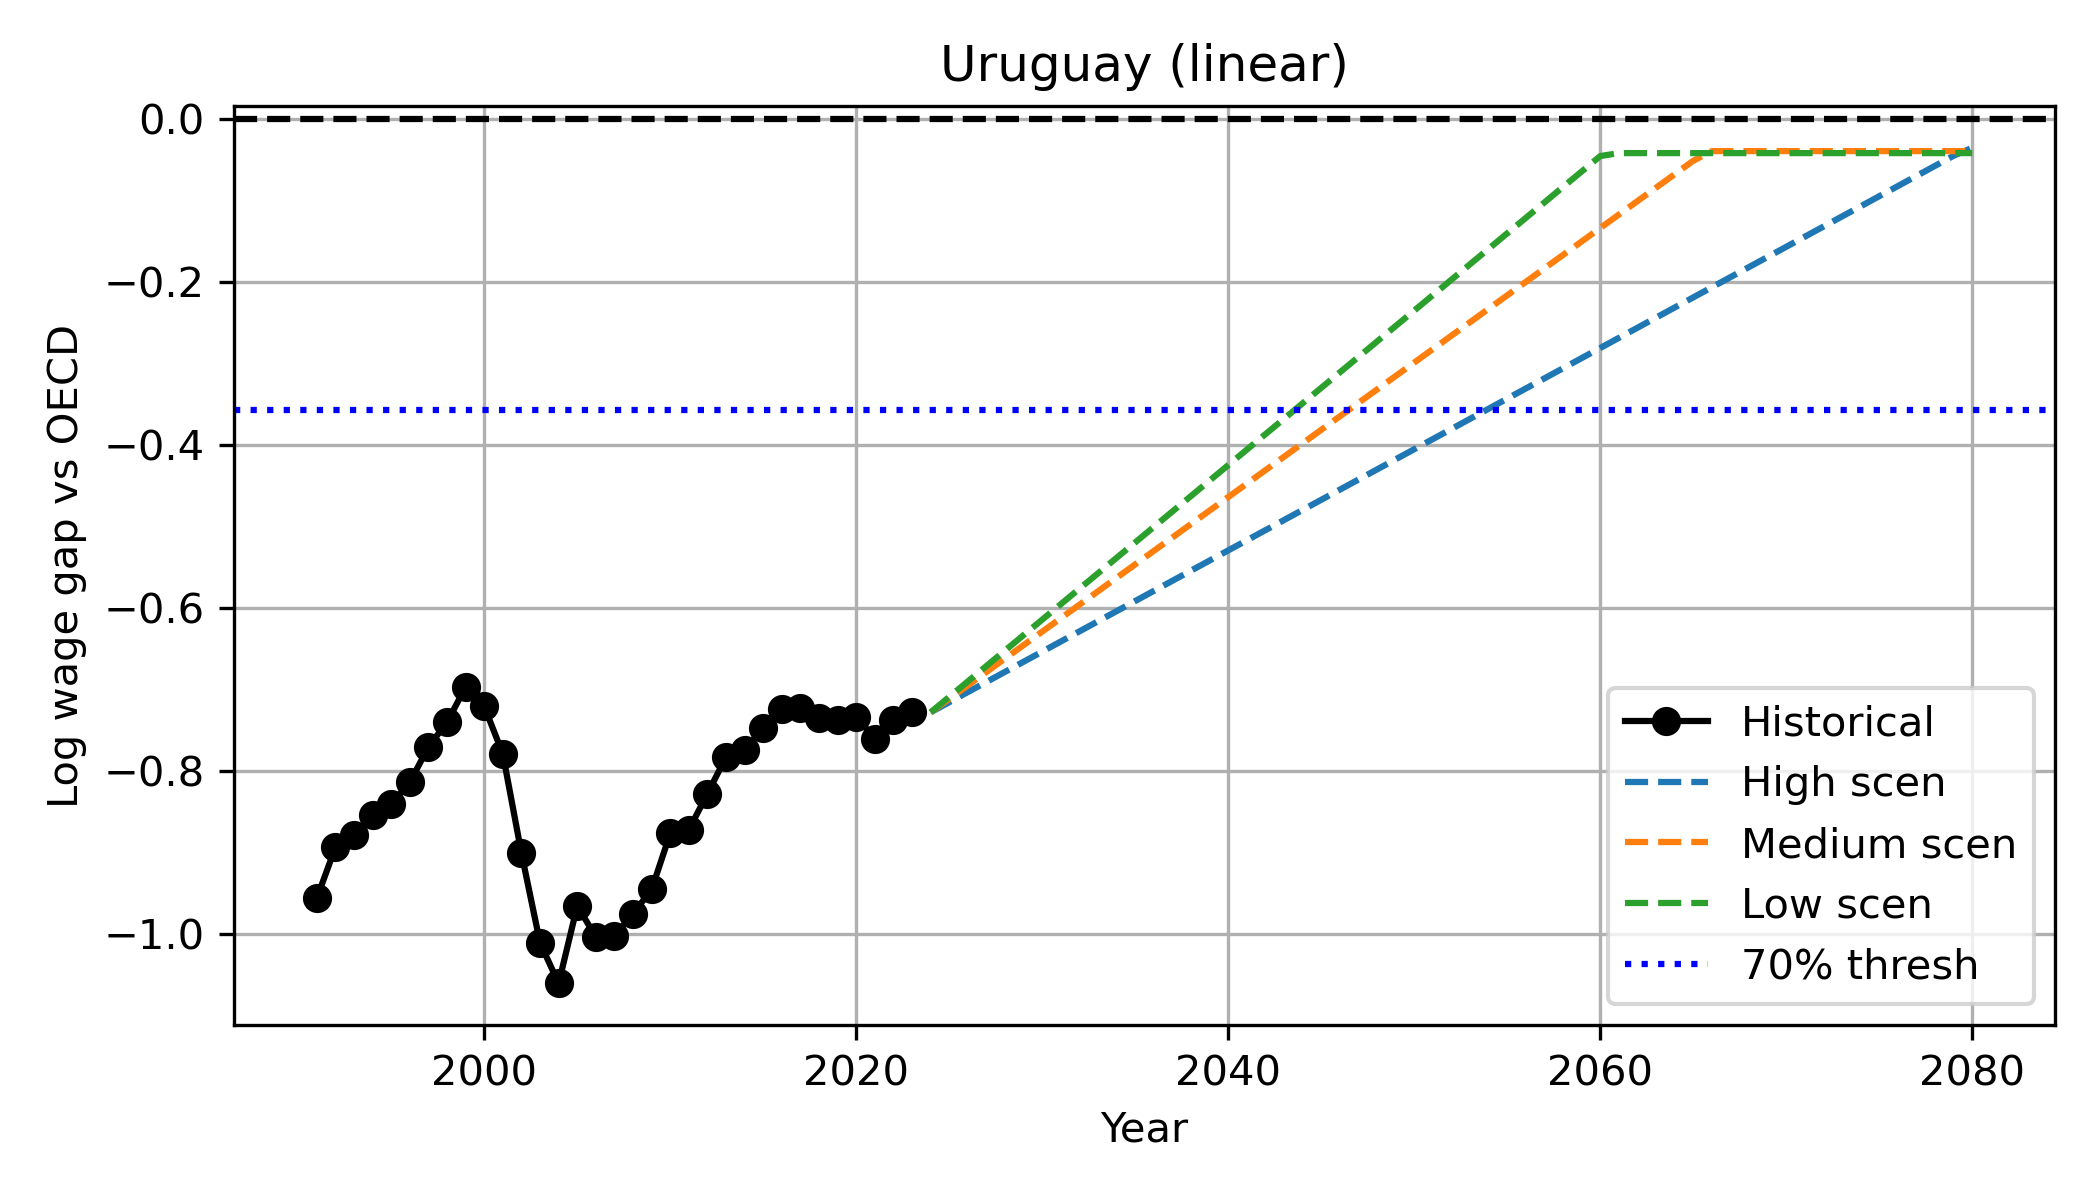 Uruguay (linear)
0.0
−0.2
−0.4
−0.6
−0.8
−1.0
Log wage gap vs OECD
2000
2020
2040
2060
2080
Year
Historical
High scen
Medium scen
Low scen
70% thresh